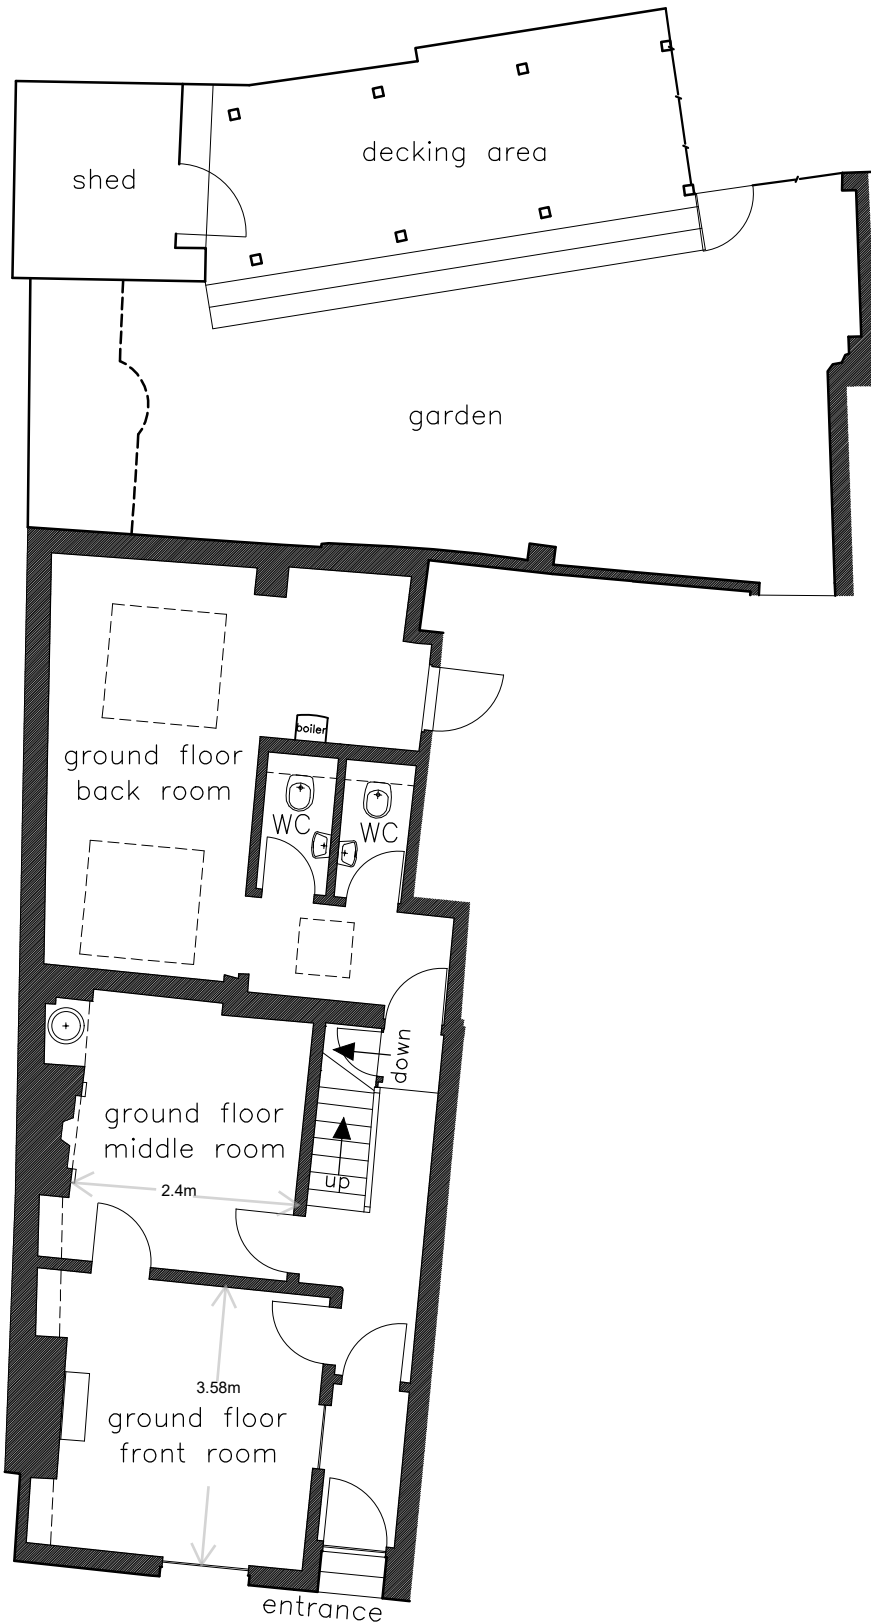 decking area
shed
garden
boiler
ground floor
back room
WC
WC
down
ground floor
middle room
up
2.4m
3.58m
ground floor
front room
entrance